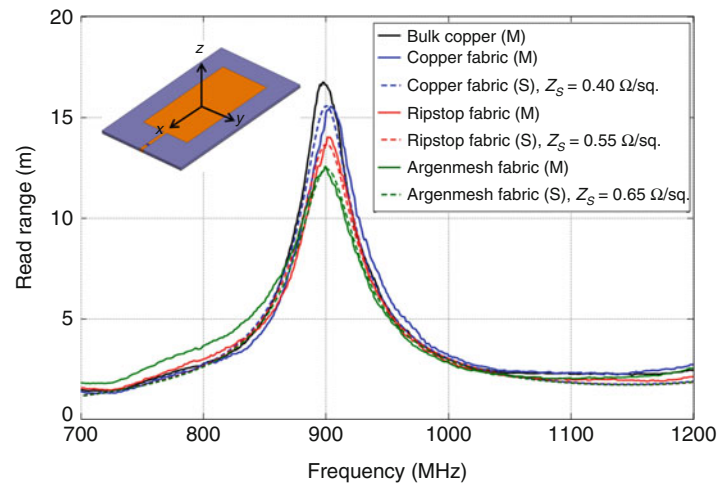 Bulk copper (M)
Copper fabric (M)
Copper fabric (S), Z_S = 0.40 Ω/sq.
Ripstop fabric (M)
Ripstop fabric (S), Z_S = 0.55 Ω/sq.
Argenmesh fabric (M)
Argenmesh fabric (S), Z_S = 0.65 Ω/sq.
z
x
y
Read range (m)
20
15
10
5
0
700 800 900 1000 1100 1200
Frequency (MHz)